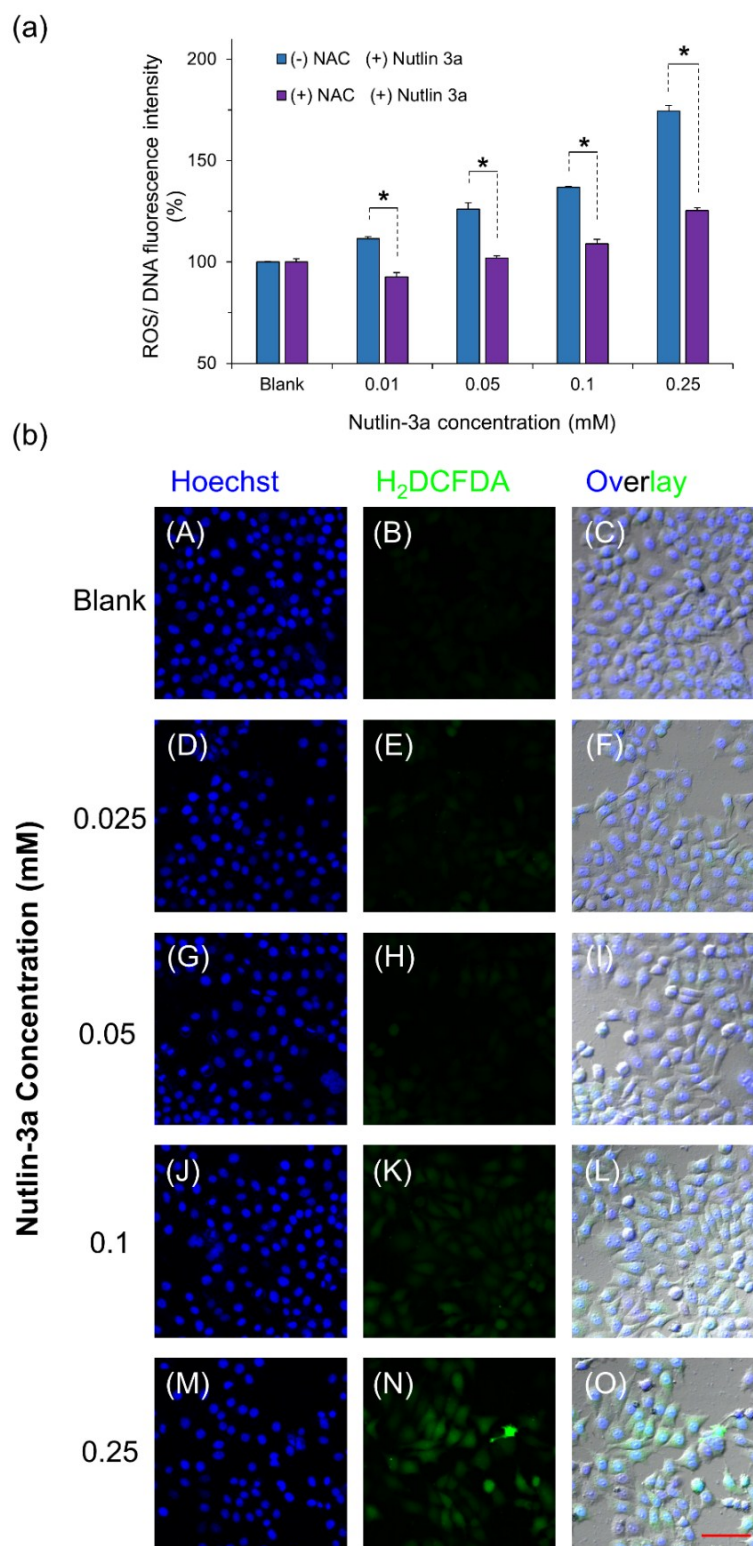 (a)
ROS/ DNA fluorescence intensity
(%)
200
150
100
50
(-) NAC (+) Nutlin 3a
(+) NAC (+) Nutlin 3a
*
*
*
*
Blank 0.01 0.05 0.1 0.25
Nutlin-3a concentration (mM)
(b)
Hoechst H₂DCFDA Overlay
Nutlin-3a Concentration (mM)
Blank (A) (B) (C)
0.025 (D) (E) (F)
0.05 (G) (H) (I)
0.1 (J) (K) (L)
0.25 (M) (N) (O)